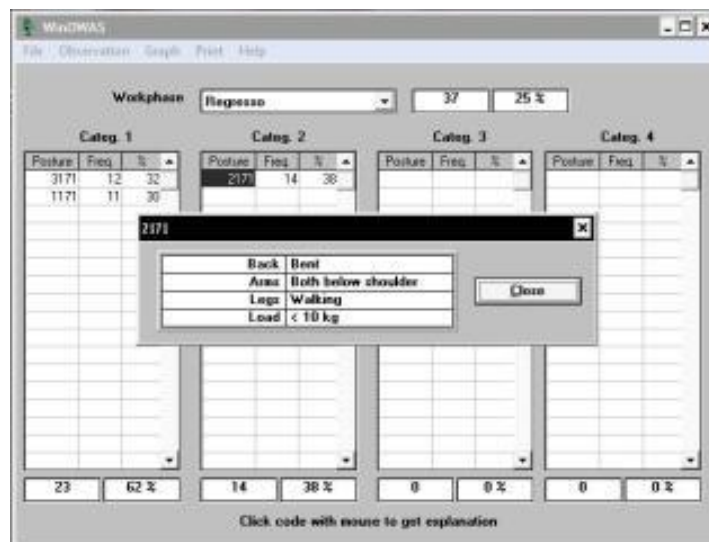 WinOWAS
File Observation Graph Print Help
Workphase Regresso 37 25 %
Categ. 1 Categ. 2 Categ. 3 Categ. 4
Posture Freq. % Posture Freq. % Posture Freq. % Posture Freq. %
3171 12 32 2171 14 38
1171 11 30
2171
Back Bent
Arms Both below shoulder
Legs Walking
Load < 10 kg
Close
23 62 % 14 38 % 0 0 % 0 0 %
Click code with mouse to get explanation